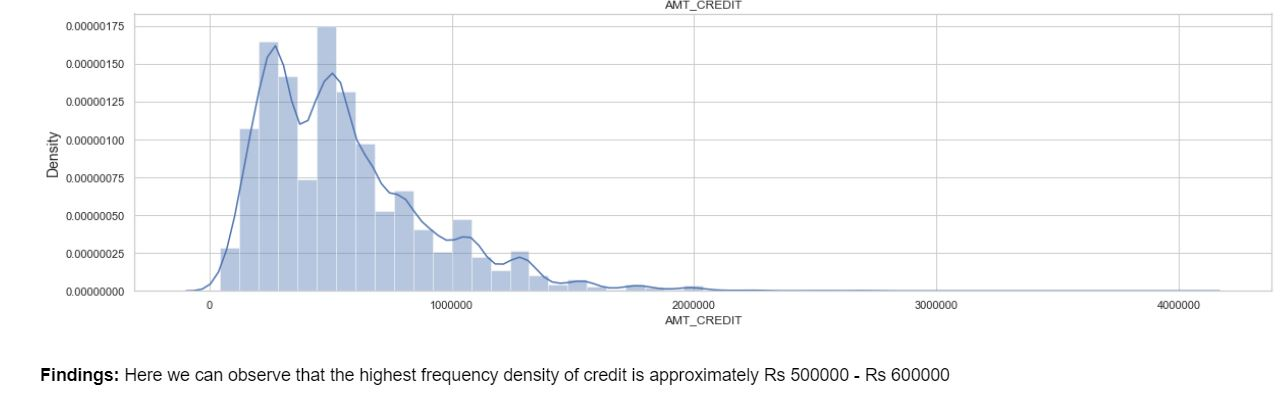 AMT_CREDIT
0.00000175
0.00000150
0.00000125
0.00000100
0.00000075
0.00000050
0.00000025
0.00000000
Density
0 1000000 2000000 3000000 4000000
AMT_CREDIT
Findings: Here we can observe that the highest frequency density of credit is approximately Rs 500000 - Rs 600000